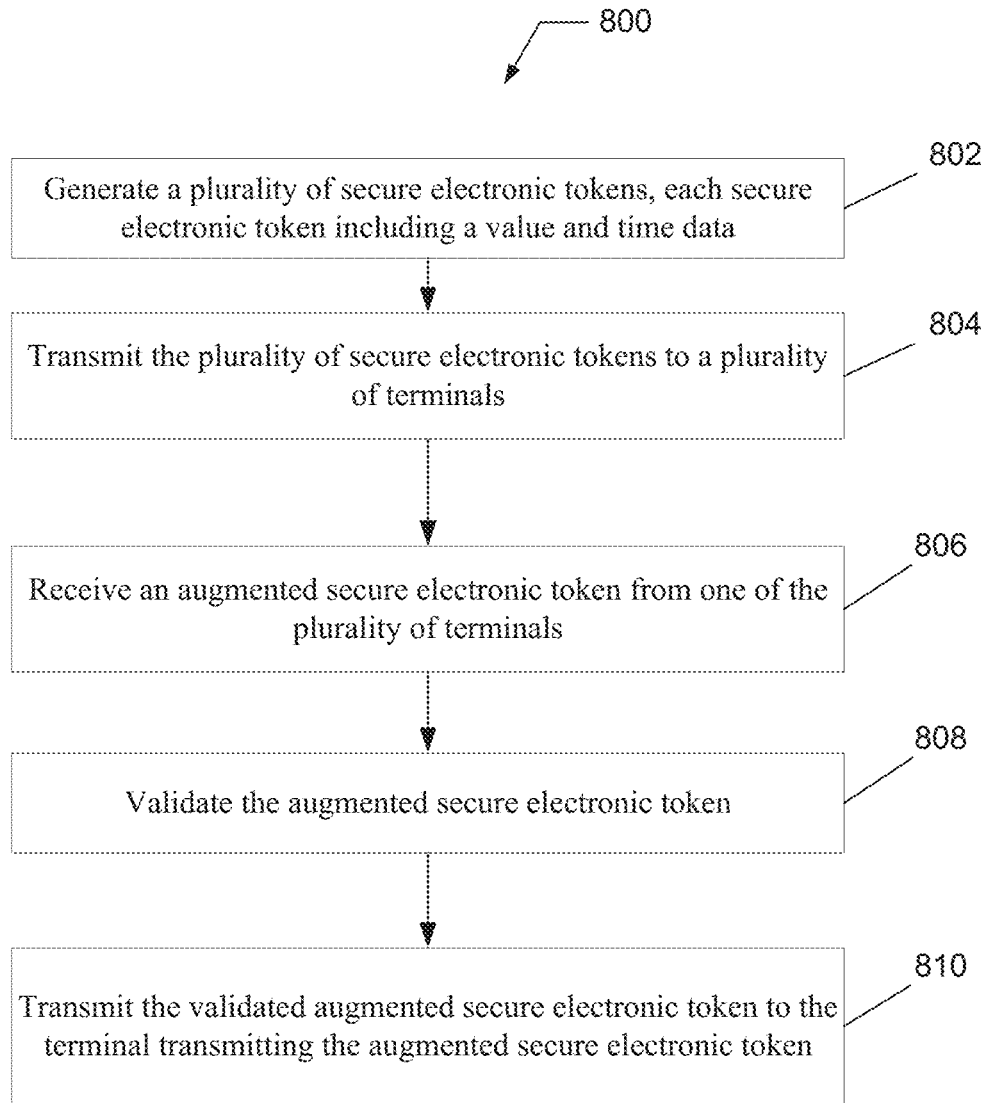 800
802
Generate a plurality of secure electronic tokens, each secure
electronic token including a value and time data
804
Transmit the plurality of secure electronic tokens to a plurality
of terminals
806
Receive an augmented secure electronic token from one of the
plurality of terminals
808
Validate the augmented secure electronic token
810
Transmit the validated augmented secure electronic token to the
terminal transmitting the augmented secure electronic token